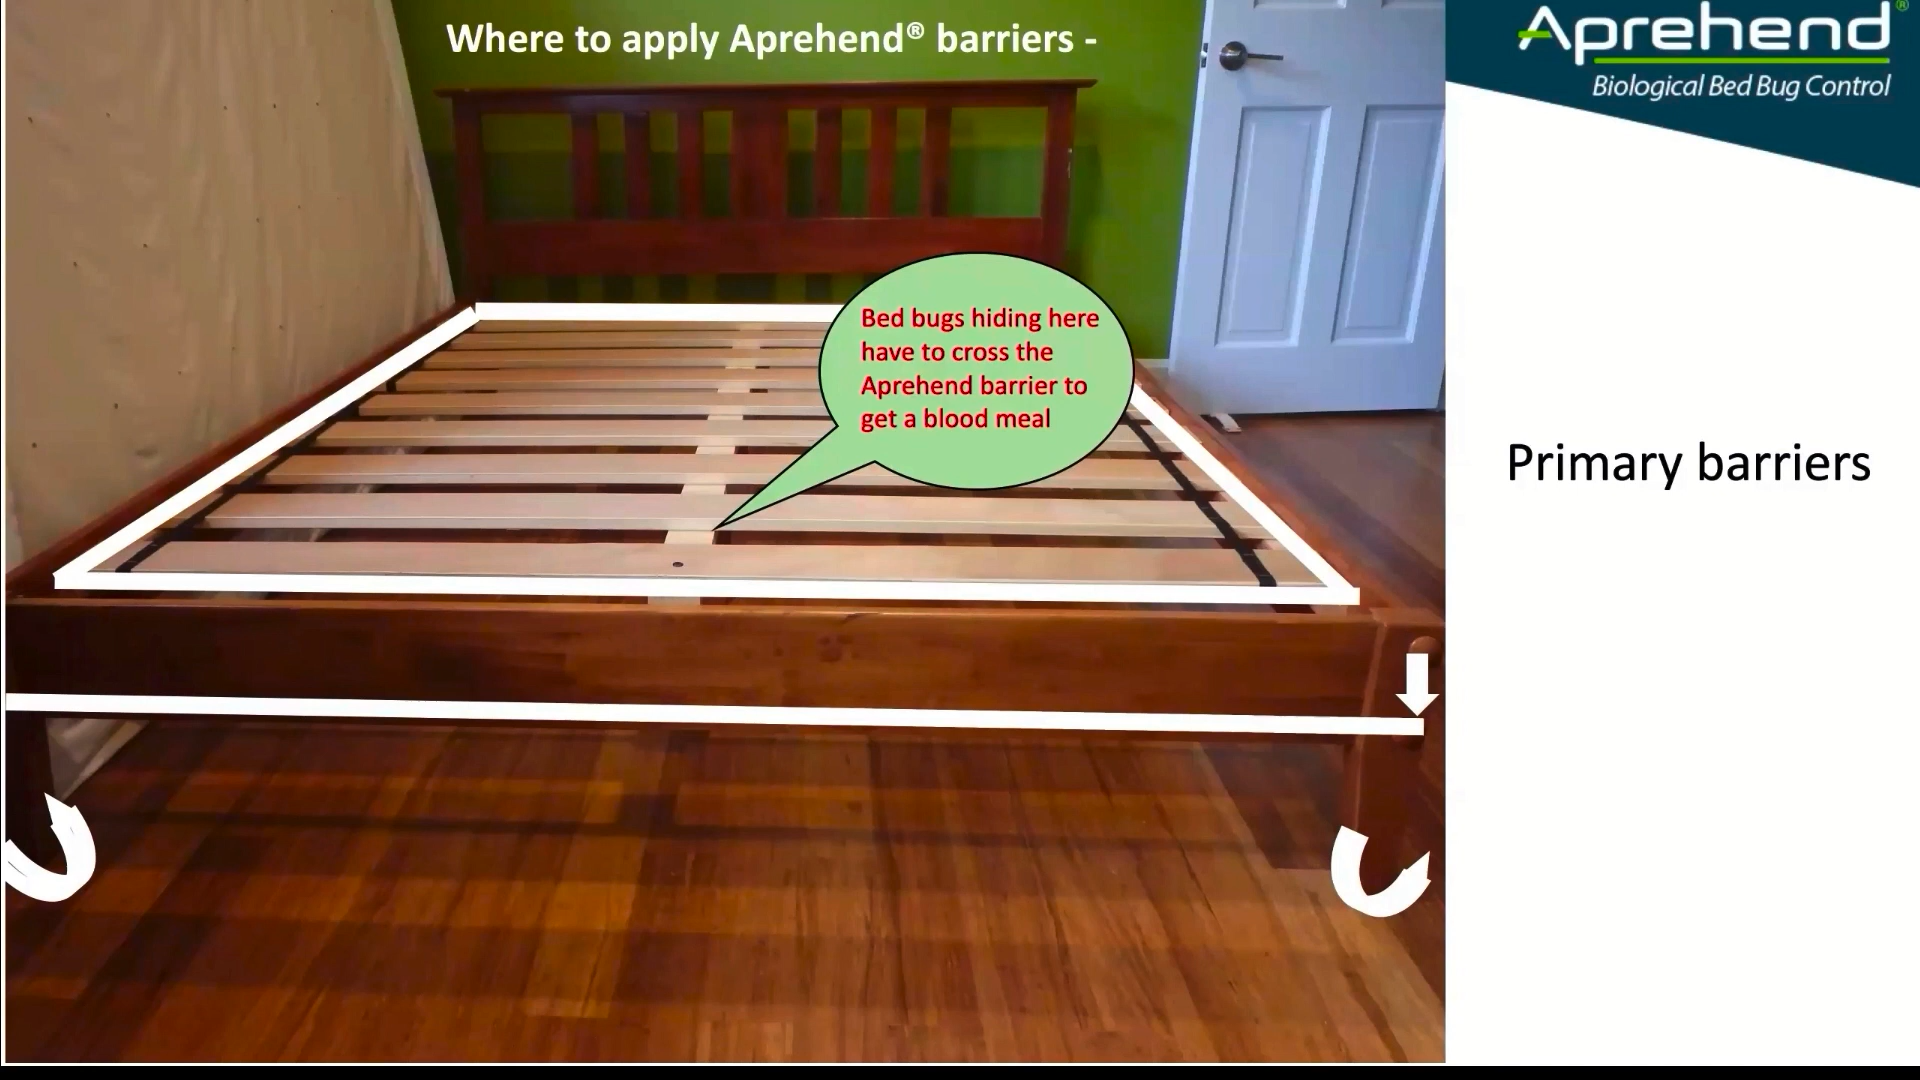 Where to apply Aprehend® barriers -
Aprehend®
Biological Bed Bug Control
Bed bugs hiding here
have to cross the
Aprehend barrier to
get a blood meal
Primary barriers